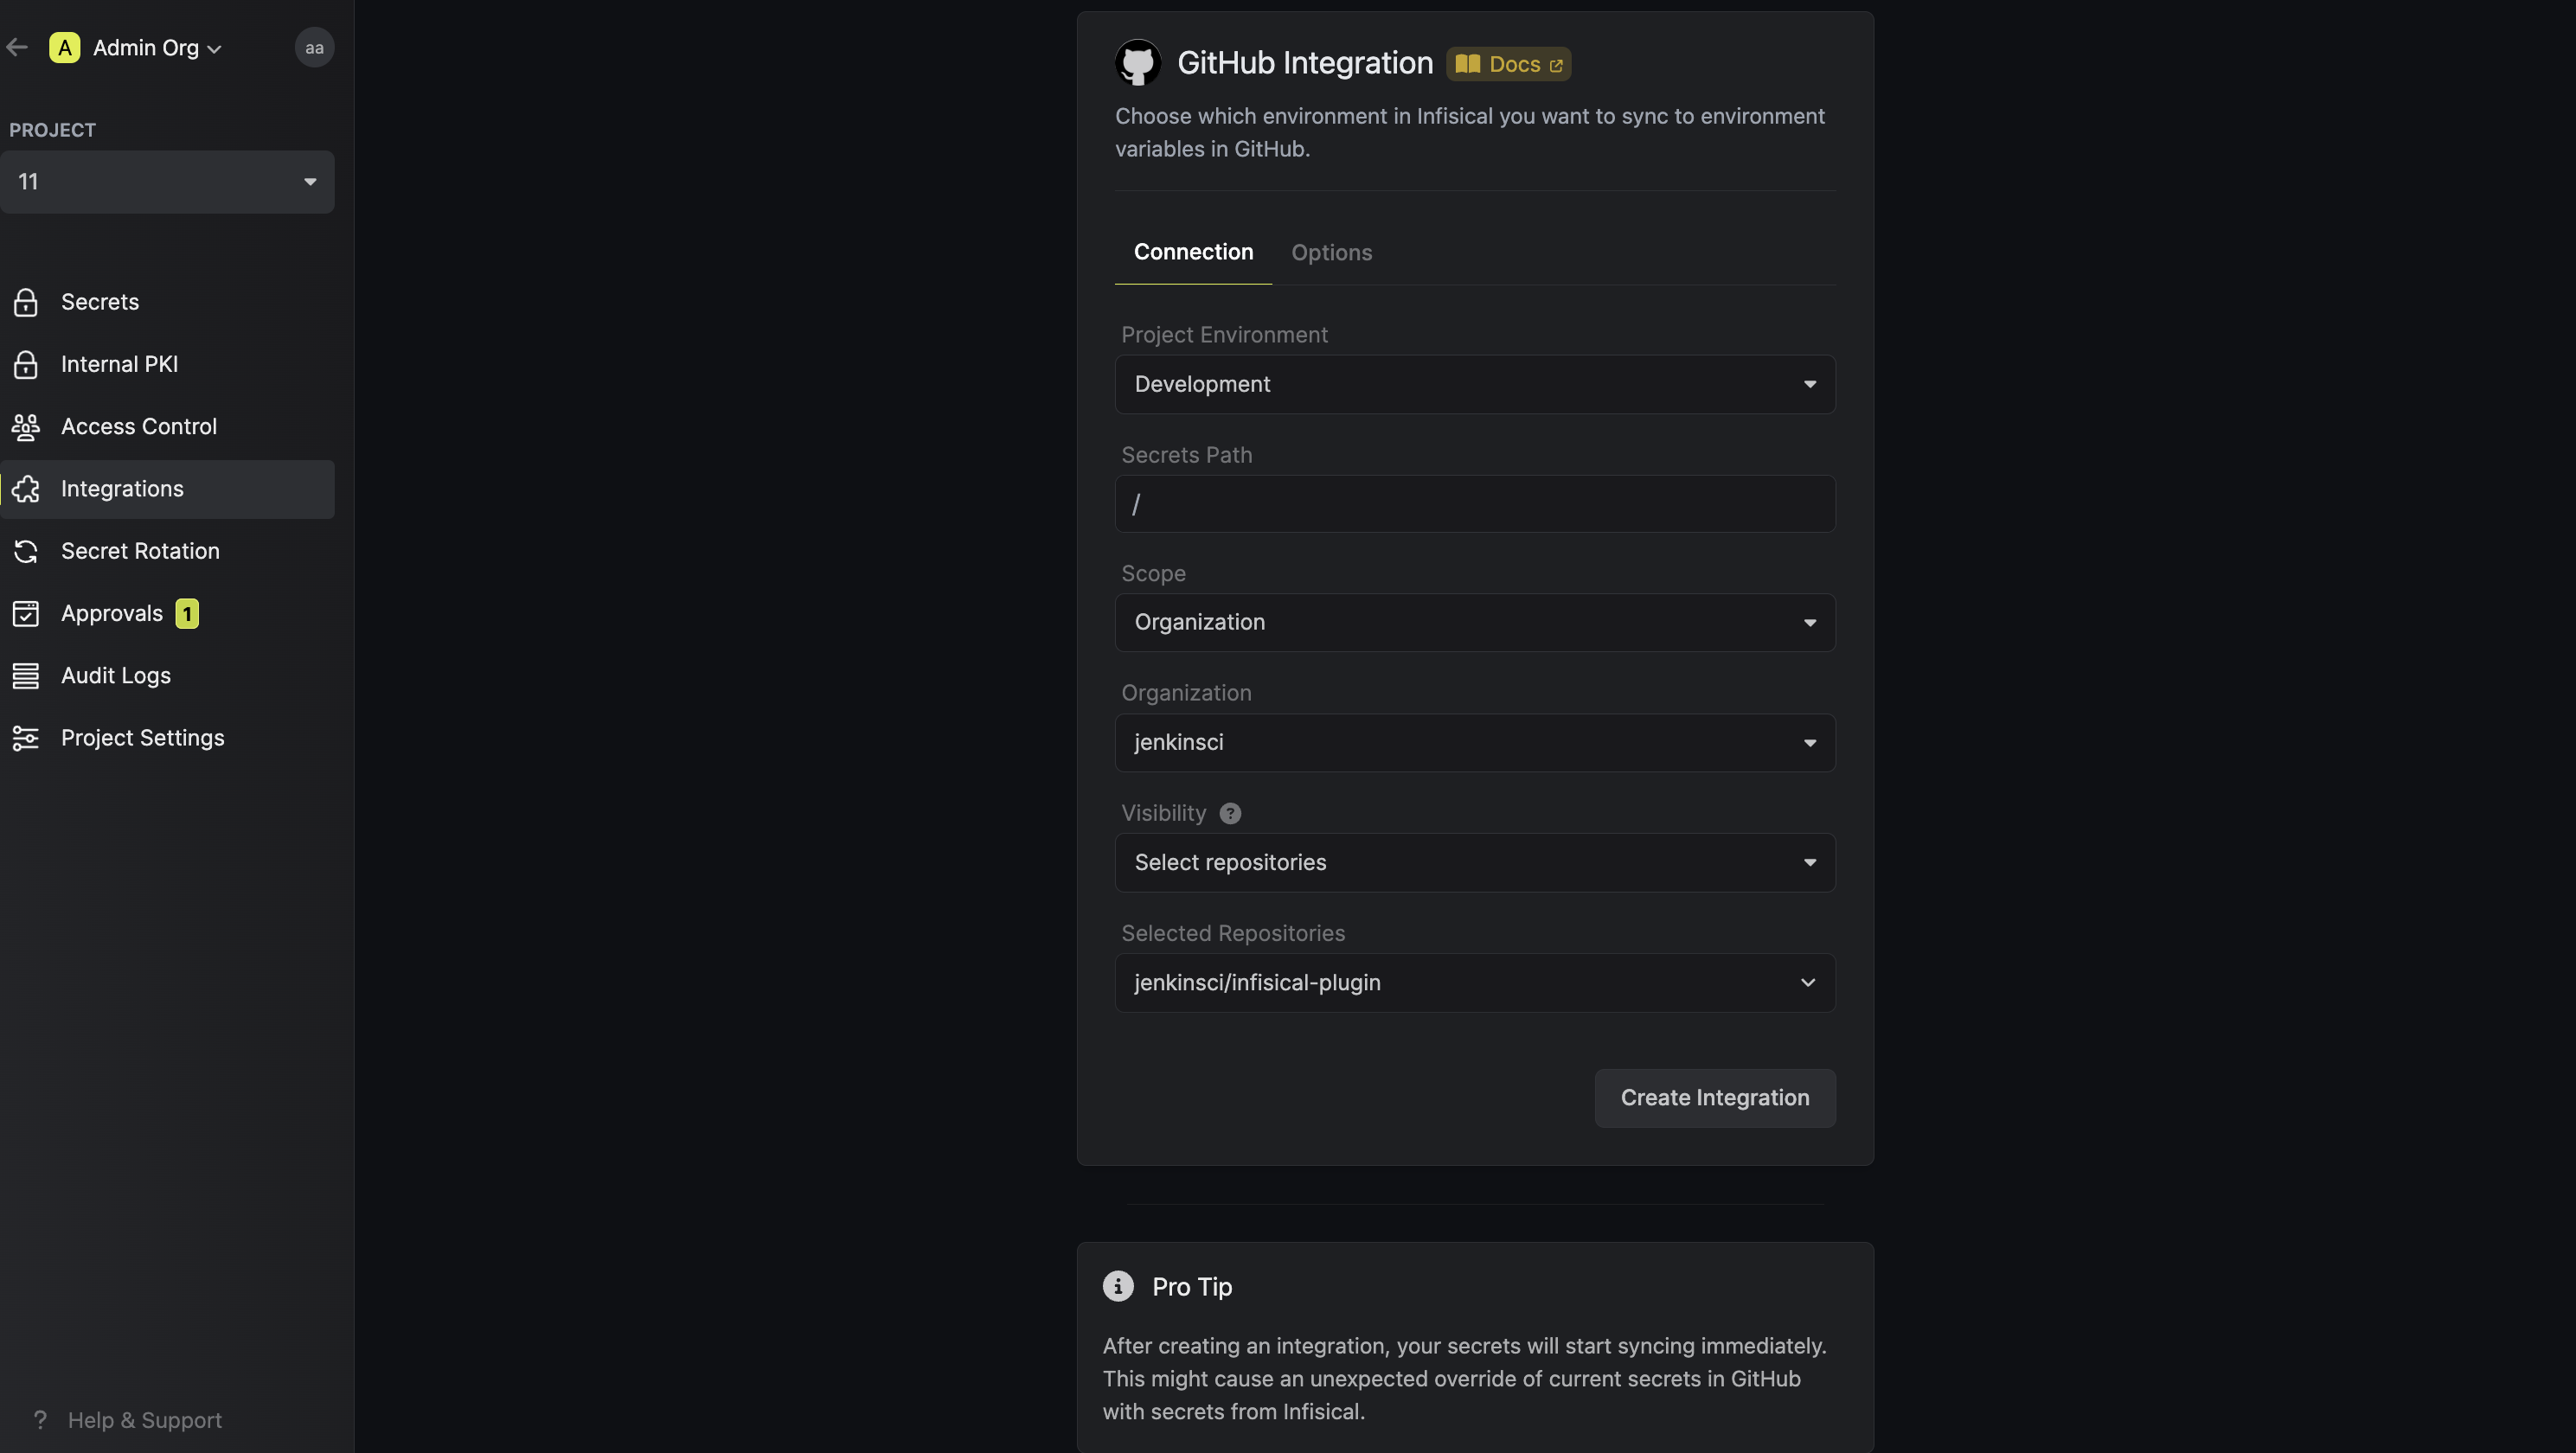 A Admin Org
aa
PROJECT
11
Secrets
Internal PKI
Access Control
Integrations
Secret Rotation
Approvals 1
Audit Logs
Project Settings
? Help & Support
GitHub Integration Docs
Choose which environment in Infisical you want to sync to environment
variables in GitHub.
Connection Options
Project Environment
Development
Secrets Path
/
Scope
Organization
Organization
jenkinsci
Visibility ?
Select repositories
Selected Repositories
jenkinsci/infisical-plugin
Create Integration
i Pro Tip
After creating an integration, your secrets will start syncing immediately.
This might cause an unexpected override of current secrets in GitHub
with secrets from Infisical.